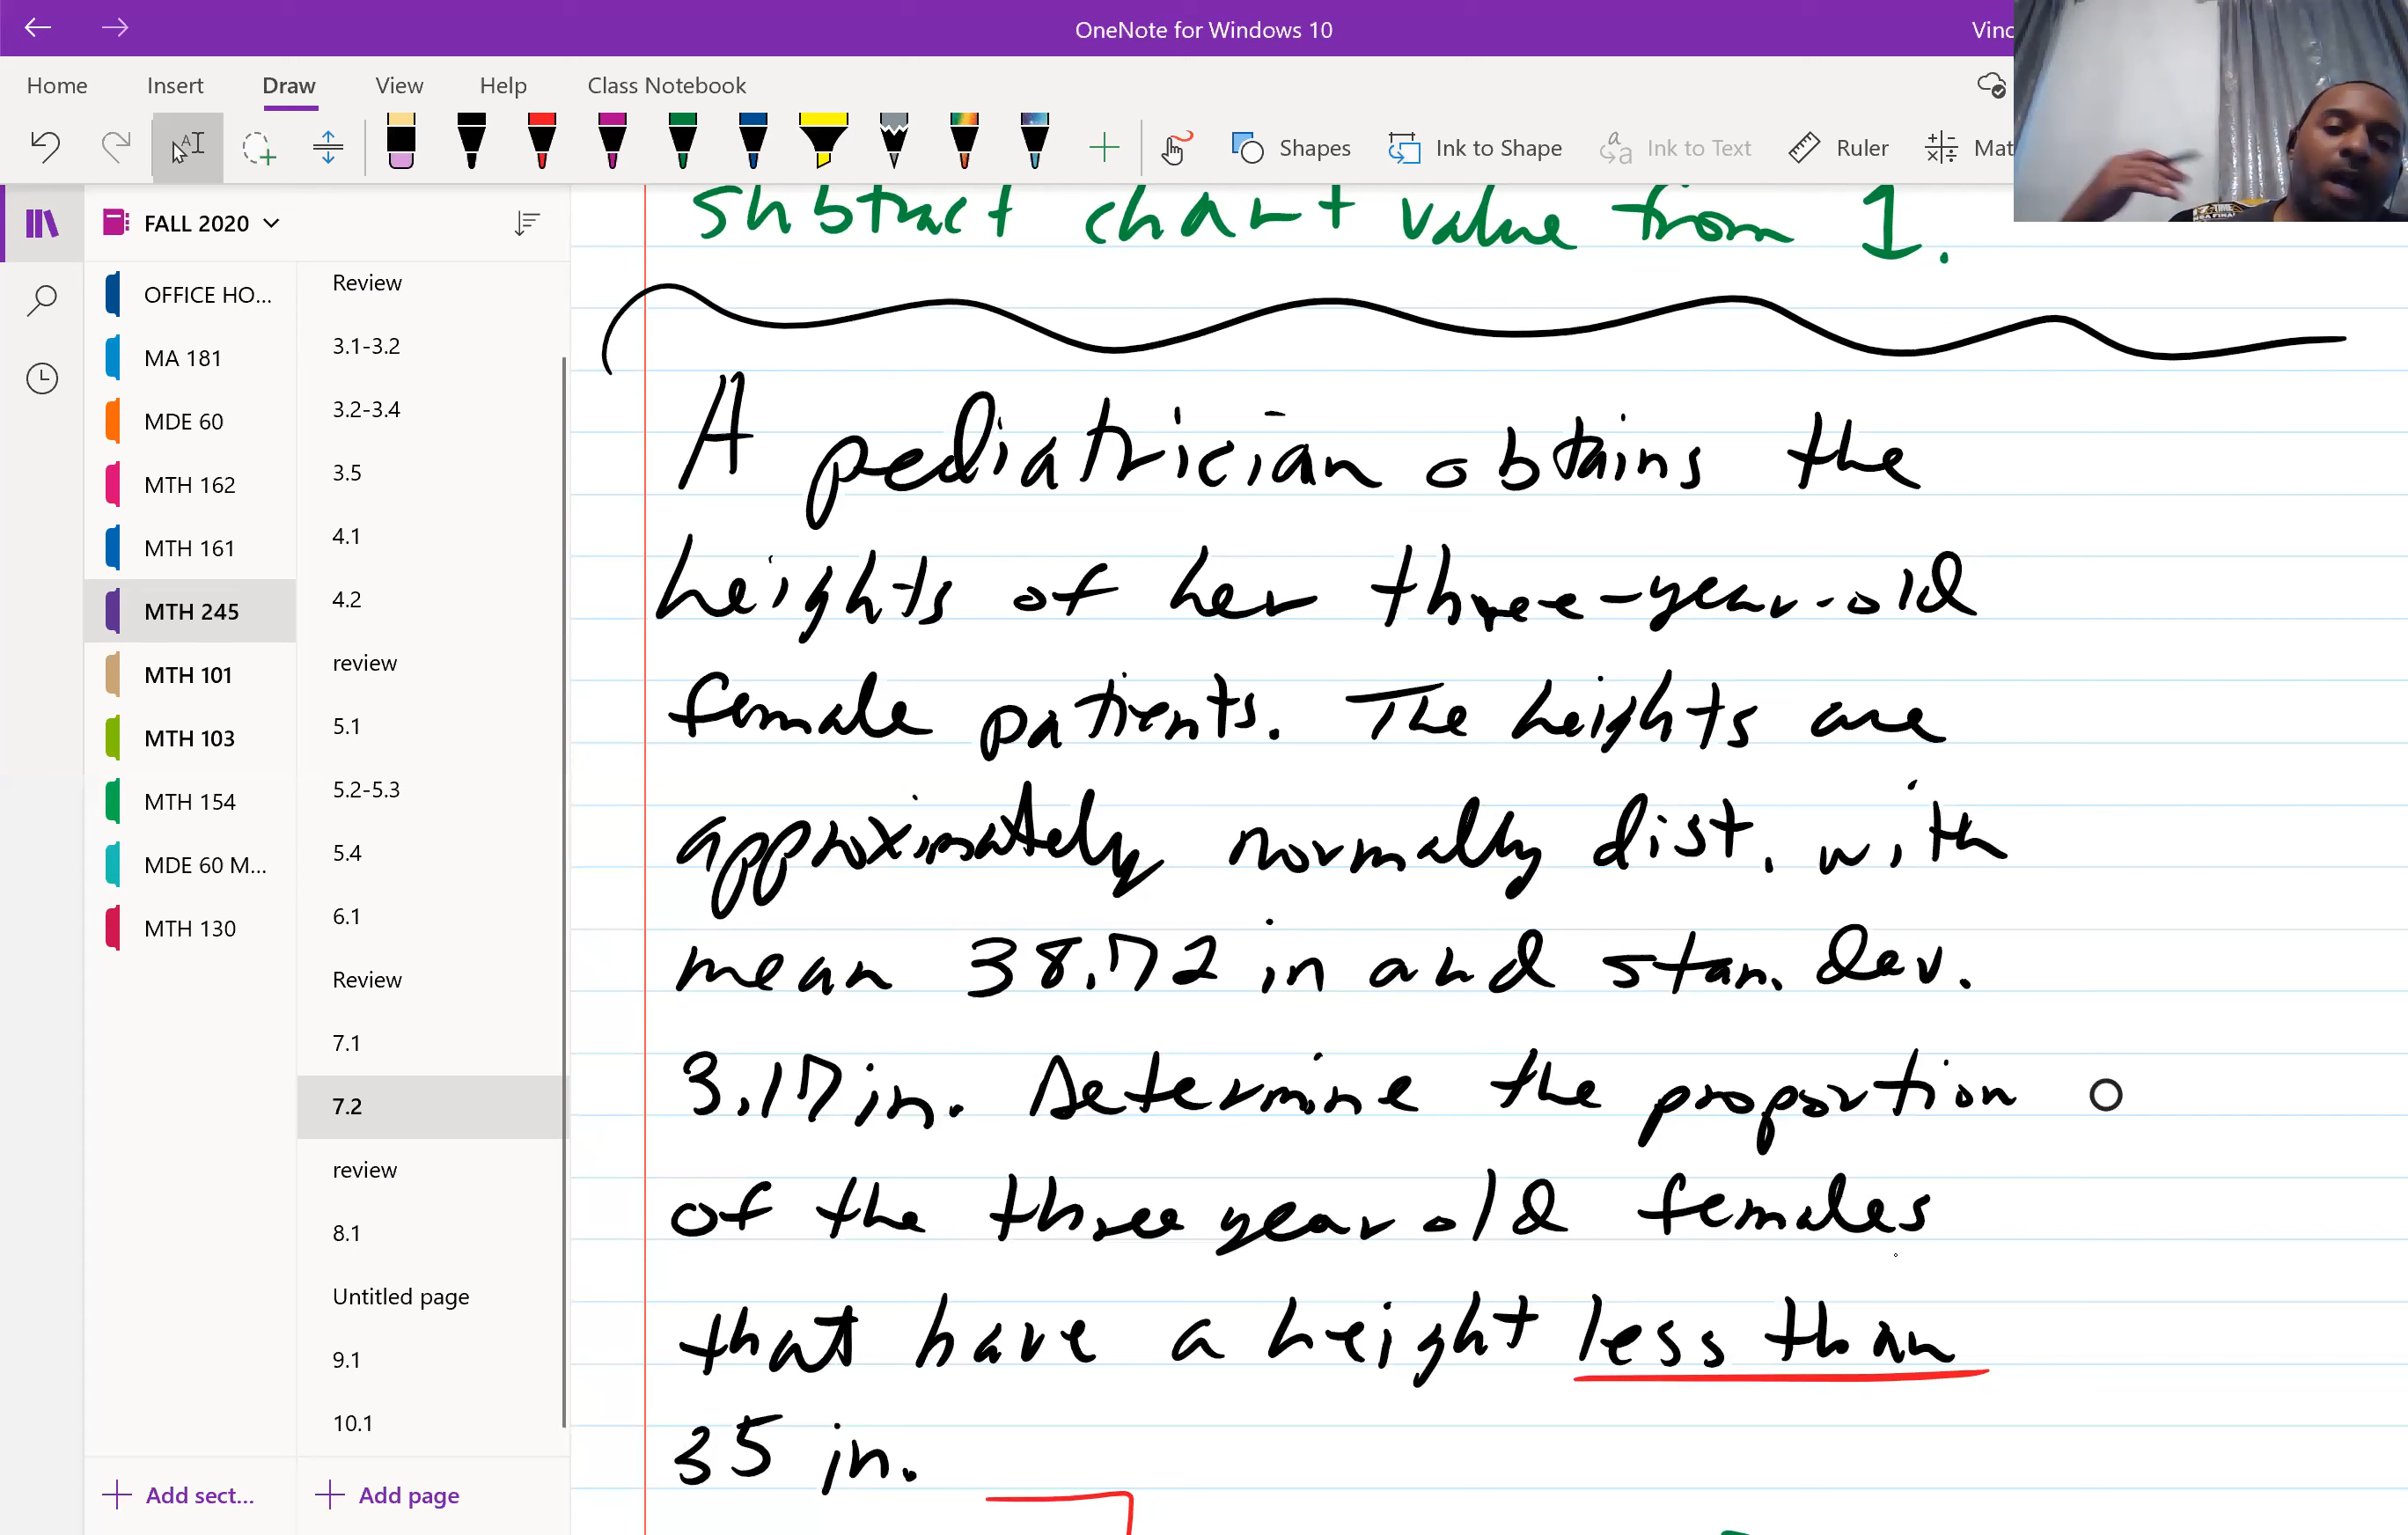 OneNote for Windows 10
Vinc
Home Insert Draw View Help Class Notebook
Shapes Ink to Shape Ink to Text Ruler Mat
FALL 2020
OFFICE HO...
MA 181
MDE 60
MTH 162
MTH 161
MTH 245
MTH 101
MTH 103
MTH 154
MDE 60 M...
MTH 130
Add sect...
Review
3.1-3.2
3.2-3.4
3.5
4.1
4.2
review
5.1
5.2-5.3
5.4
6.1
Review
7.1
7.2
review
8.1
Untitled page
9.1
10.1
Add page
subtract chart value from 1.
A pediatrician obtains the
heights of her three-year-old
female patients. The heights are
approximately normally dist. with
mean 38.72 in and stan. dev.
3.17 in. Determine the proportion
of the three year old females
that have a height less than
35 in.